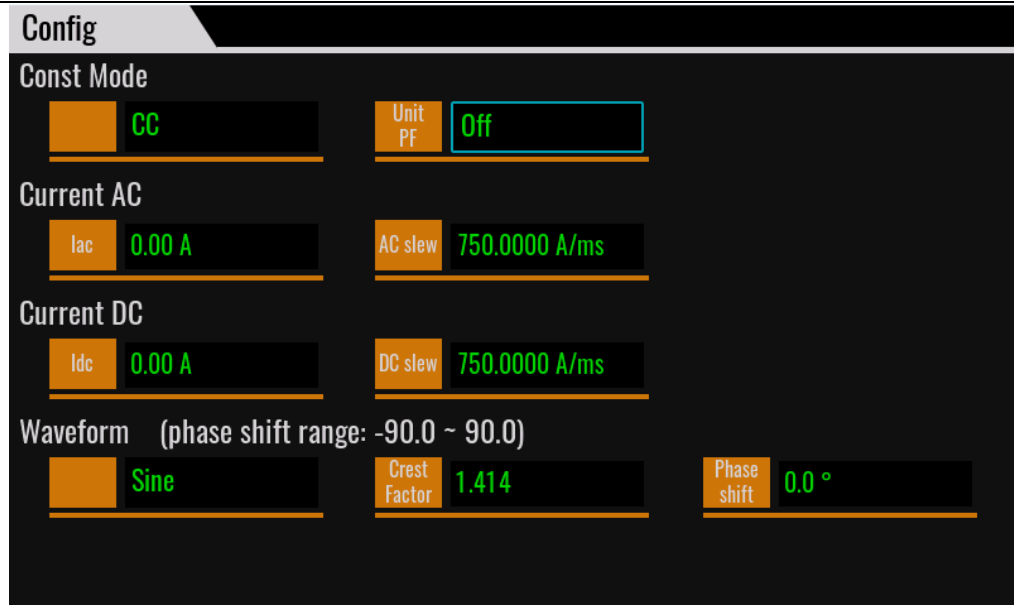 Config
Const Mode
CC
Unit
PF
Off
Current AC
Iac
0.00 A
AC slew
750.0000 A/ms
Current DC
Idc
0.00 A
DC slew
750.0000 A/ms
Waveform (phase shift range: -90.0 ~ 90.0)
Sine
Crest
Factor
1.414
Phase
shift
0.0 °